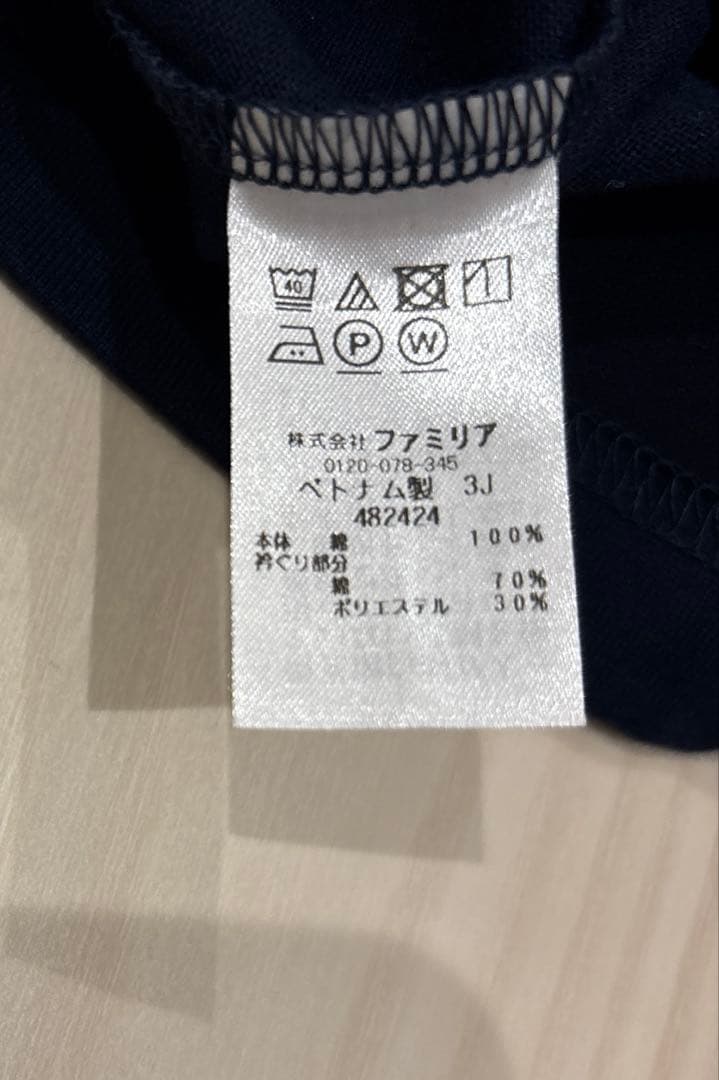 40
P W
株式会社 ファミリア
0120-078-345
ベトナム製 3J
482424
本体 綿 100%
衿ぐり部分
綿 70%
ポリエステル 30%